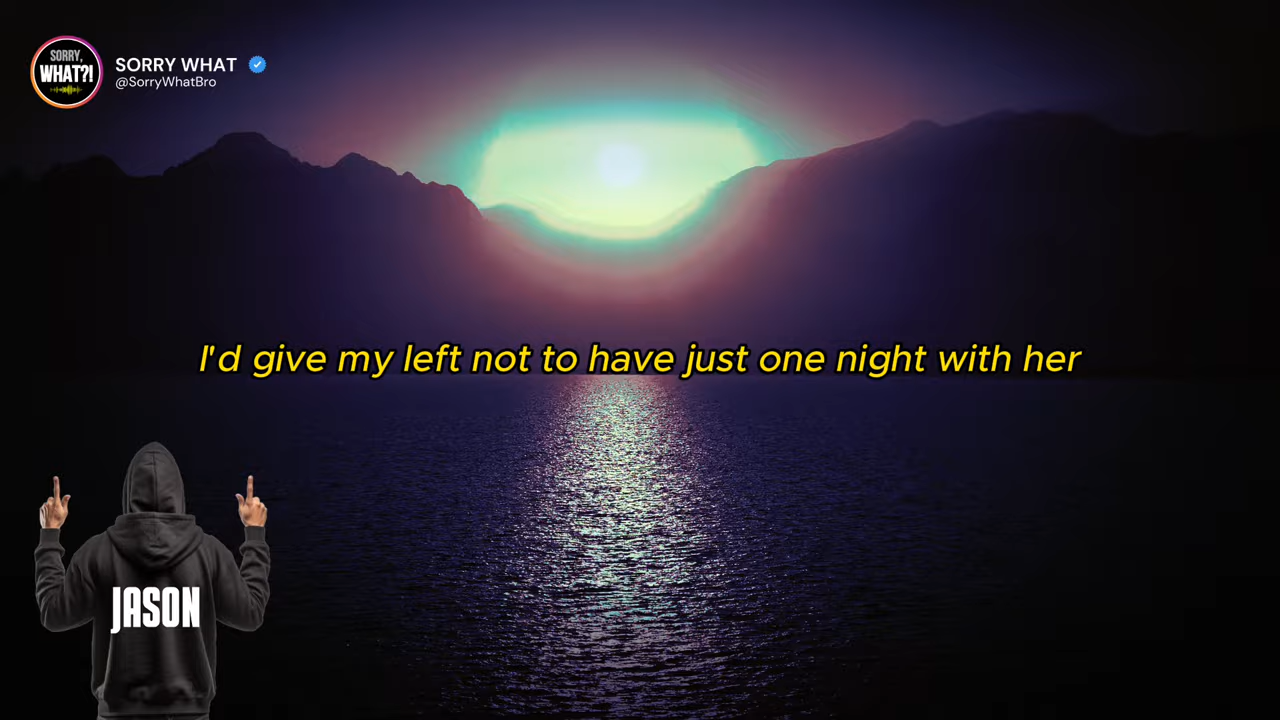 SORRY,
WHAT?!
SORRY WHAT
@SorryWhatBro
I'd give my left not to have just one night with her
JASON